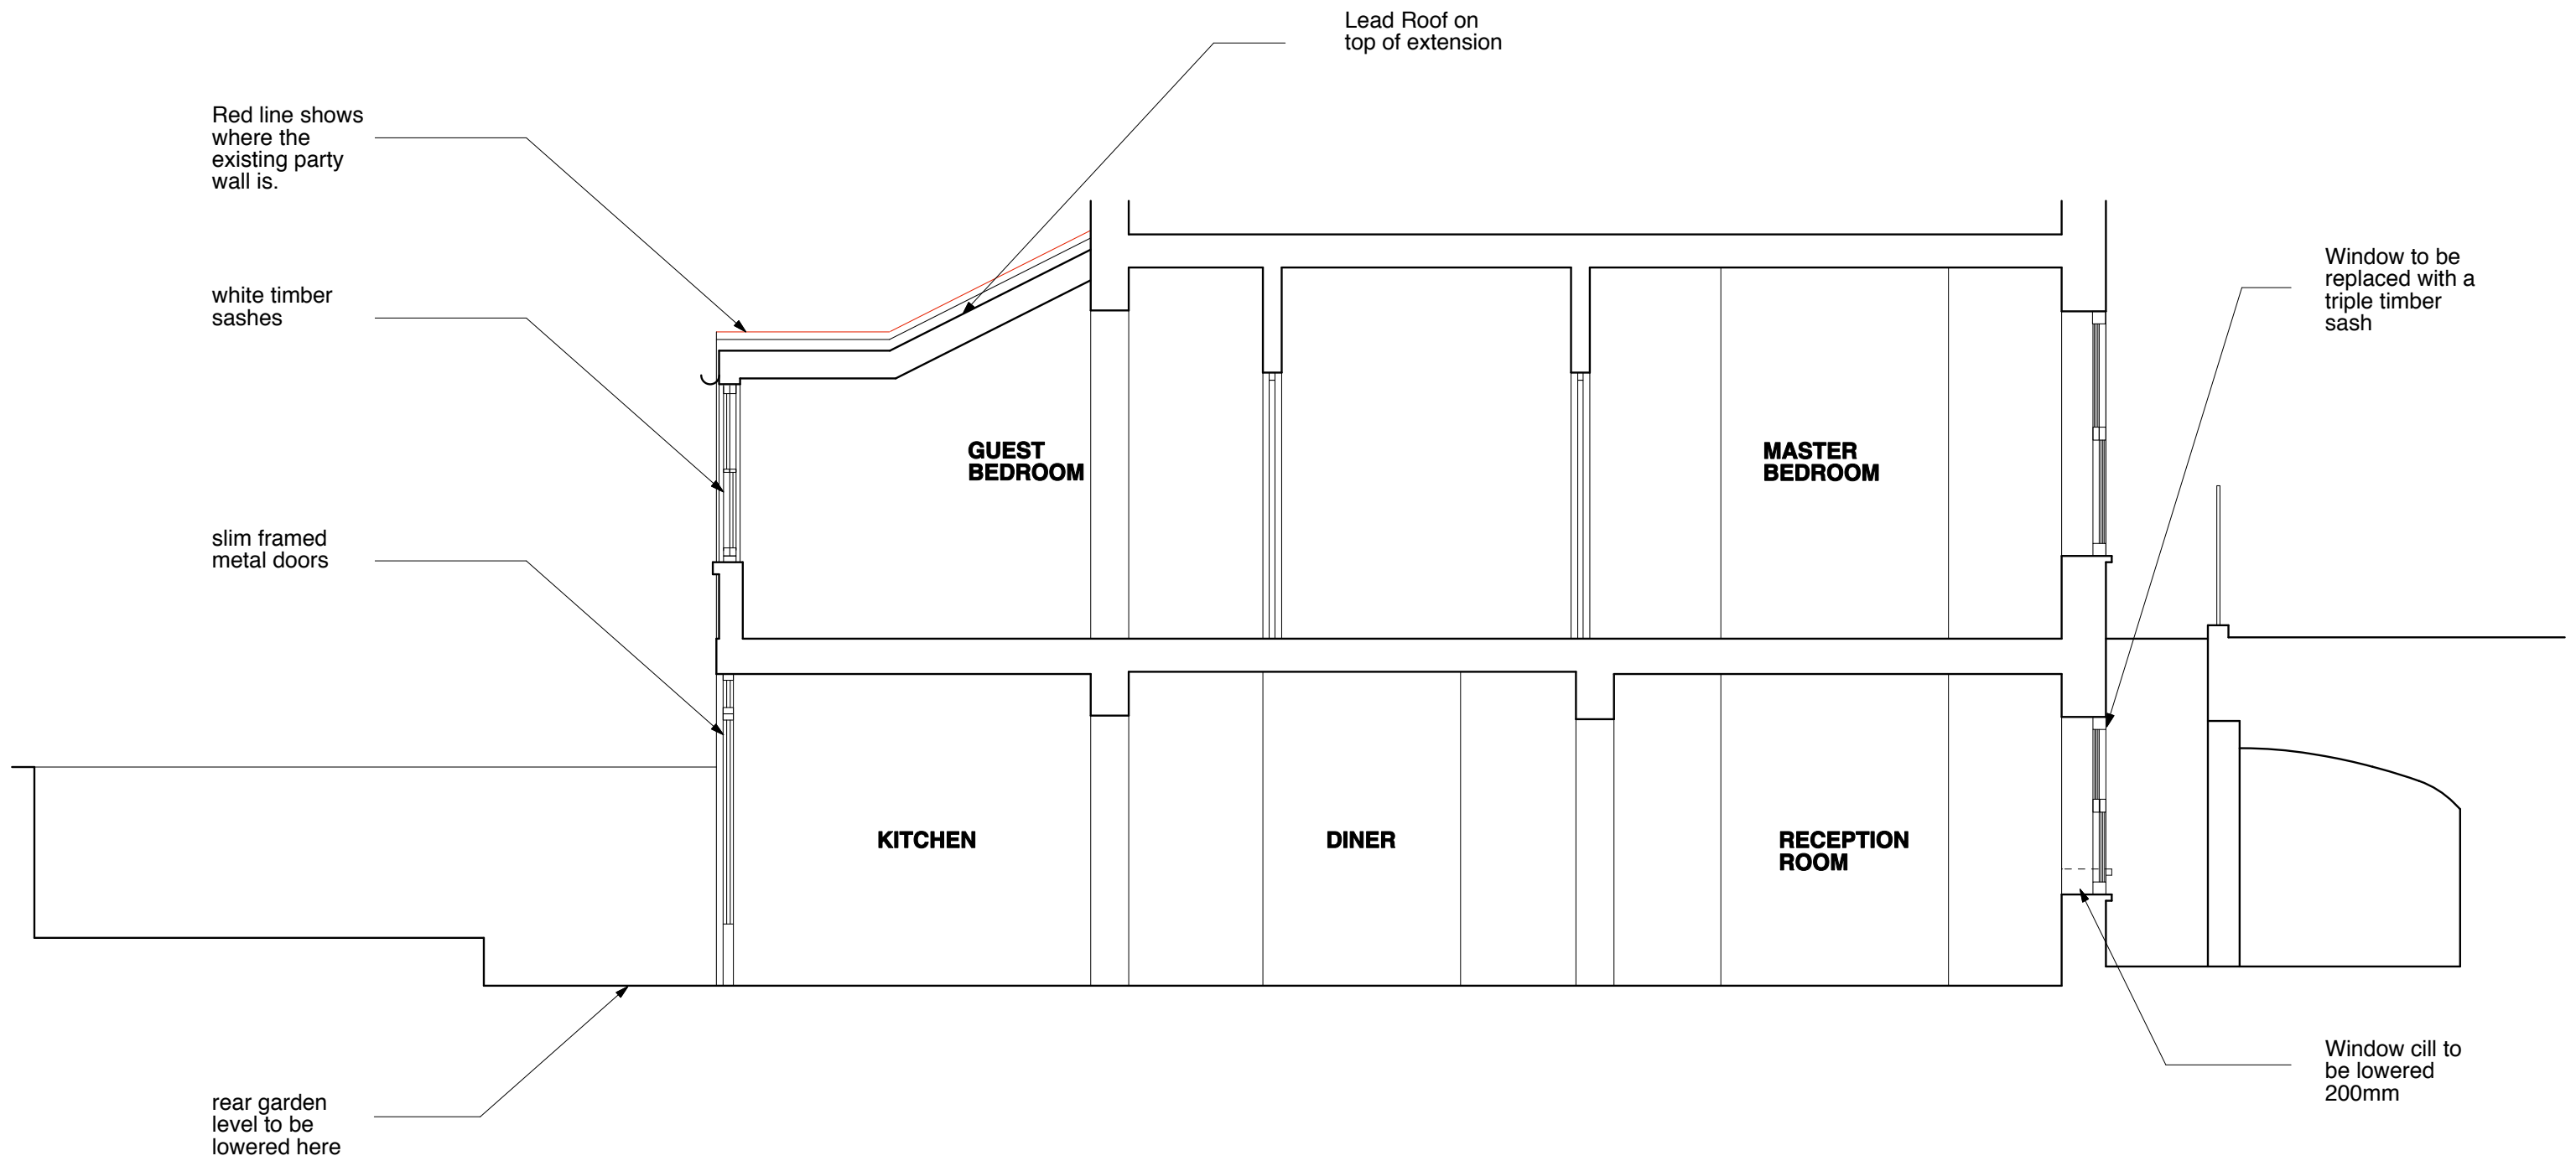 Lead Roof on
top of extension
Red line shows
where the
existing party
wall is.
Window to be
replaced with a
triple timber
sash
white timber
sashes
GUEST
BEDROOM
MASTER
BEDROOM
slim framed
metal doors
KITCHEN
DINER
RECEPTION
ROOM
Window cill to
be lowered
200mm
rear garden
level to be
lowered here